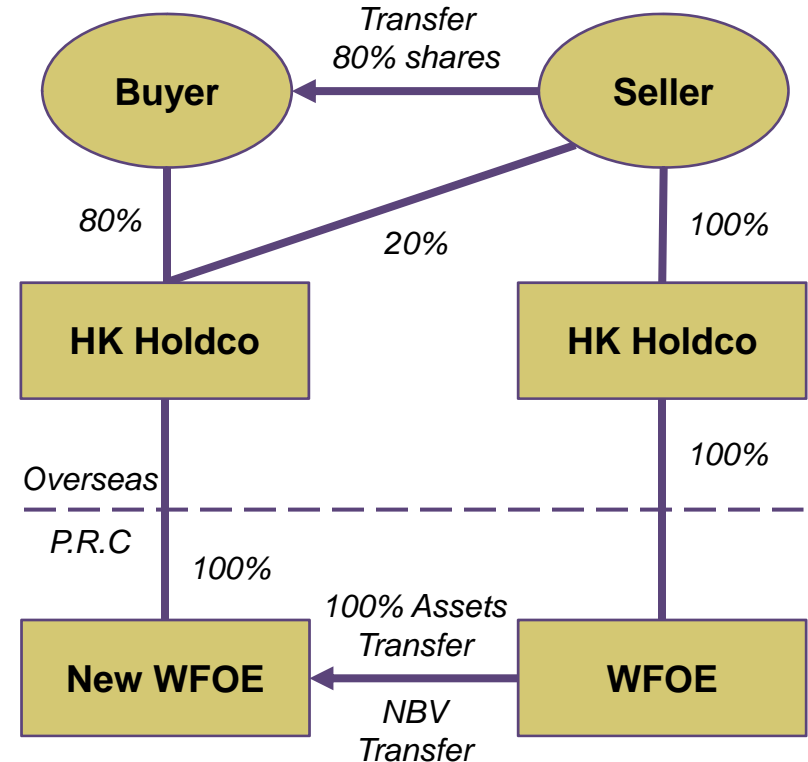 Transfer
80% shares
Buyer
Seller
80%
20%
100%
HK Holdco
HK Holdco
100%
Overseas
P.R.C
100%
100% Assets
Transfer
New WFOE
WFOE
NBV
Transfer